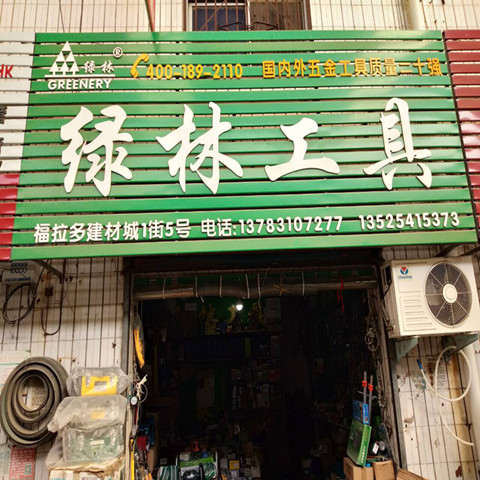 绿林®
GREENERY
400-189-2110 国内外五金工具质量二十强
绿林工具
福拉多建材城1街5号 电话:13783107277 13525415373
HK